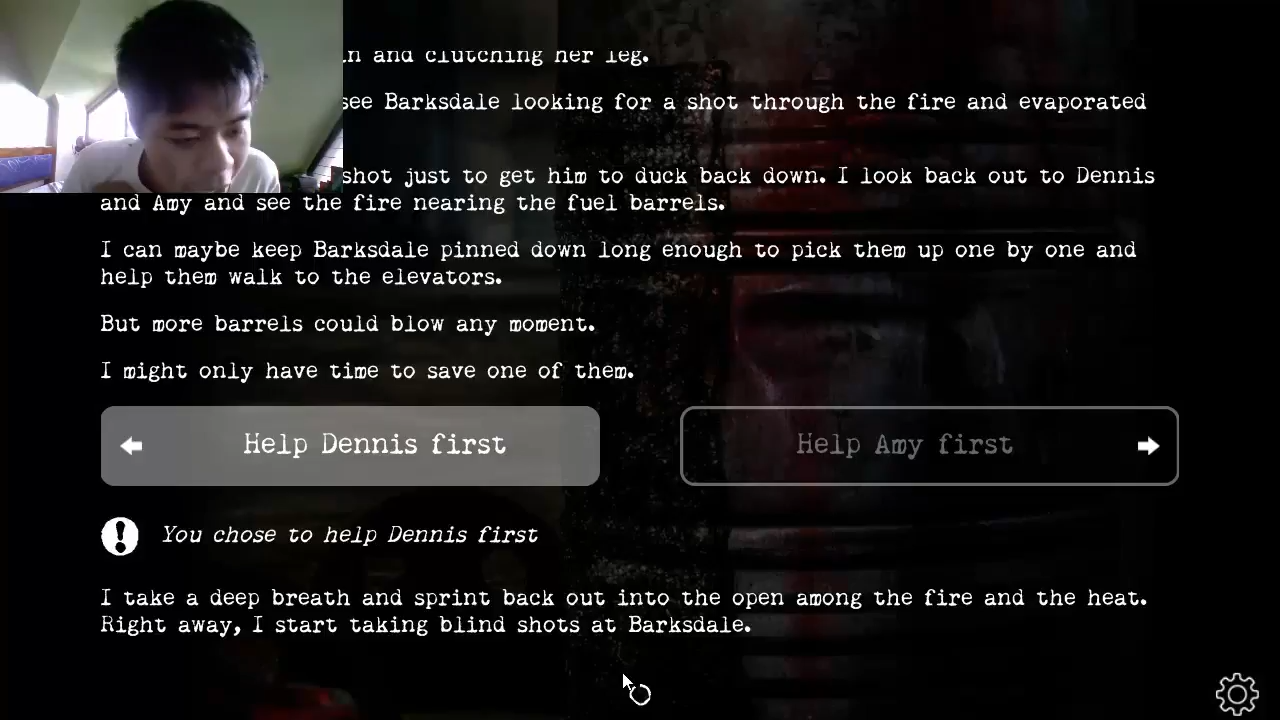 and clutching her leg.
see Barksdale looking for a shot through the fire and evaporated
shot just to get him to duck back down. I look back out to Dennis
and Amy and see the fire nearing the fuel barrels.
I can maybe keep Barksdale pinned down long enough to pick them up one by one and
help them walk to the elevators.
But more barrels could blow any moment.
I might only have time to save one of them.
Help Dennis first
Help Amy first
You chose to help Dennis first
I take a deep breath and sprint back out into the open among the fire and the heat.
Right away, I start taking blind shots at Barksdale.